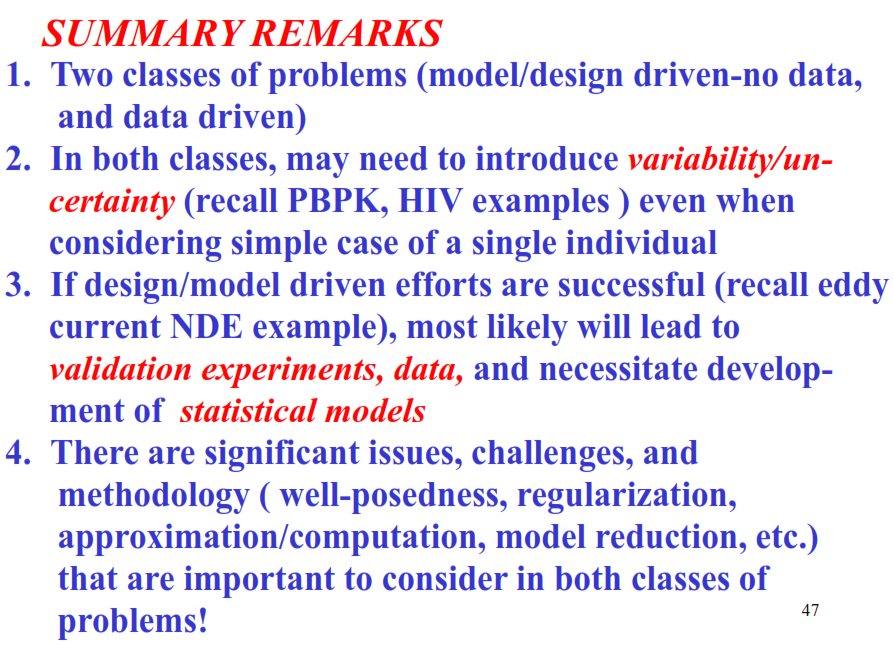 SUMMARY REMARKS
1. Two classes of problems (model/design driven-no data,
and data driven)
2. In both classes, may need to introduce variability/un-
certainty (recall PBPK, HIV examples ) even when
considering simple case of a single individual
3. If design/model driven efforts are successful (recall eddy
current NDE example), most likely will lead to
validation experiments, data, and necessitate develop-
ment of statistical models
4. There are significant issues, challenges, and
methodology ( well-posedness, regularization,
approximation/computation, model reduction, etc.)
that are important to consider in both classes of
problems!
47